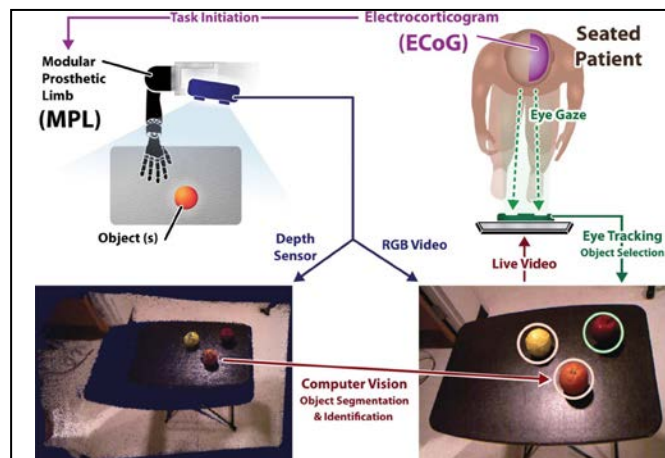 Task Initiation
Electrocorticogram
(ECoG)
Seated
Patient
Modular
Prosthetic
Limb
(MPL)
Eye Gaze
Object (s)
Depth
Sensor
RGB Video
Live Video
Eye Tracking
Object Selection
Computer Vision
Object Segmentation
& Identification